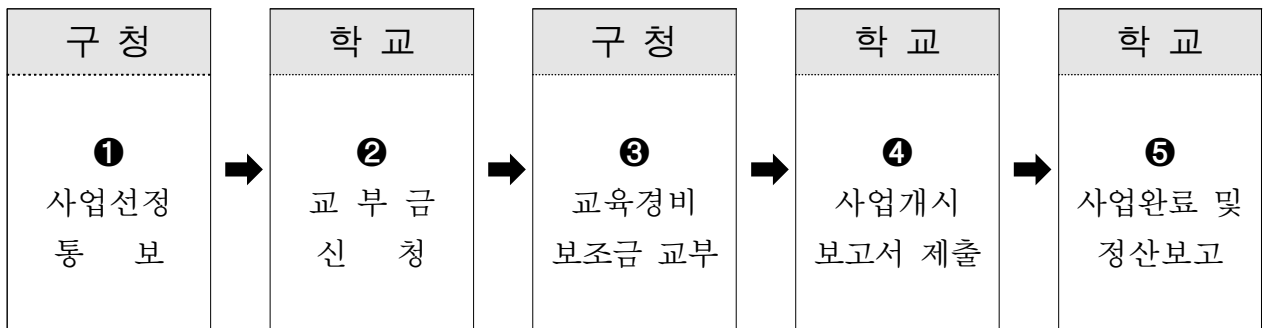 구 청
❶
사업선정
통 보
학 교
❷
교 부 금
신 청
구 청
❸
교육경비
보조금 교부
학 교
❹
사업개시
보고서 제출
학 교
❺
사업완료 및
정산보고